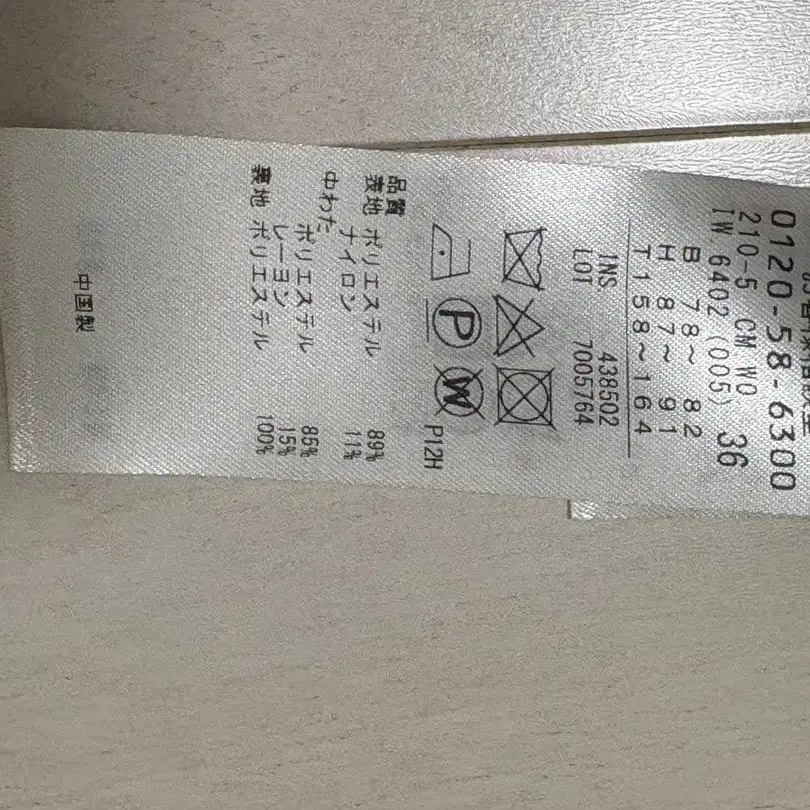 0120-58-6300
210-5 CM WO
IW 6402 (005) 36
B 78～ 82
H 87～ 91
T158～164
INS 438502
LOT 7005764
P
W
P12H
品質
表地 ポリエステル 89%
ナイロン 11%
中わた
ポリエステル 85%
レーヨン 15%
裏地 ポリエステル 100%
中国製